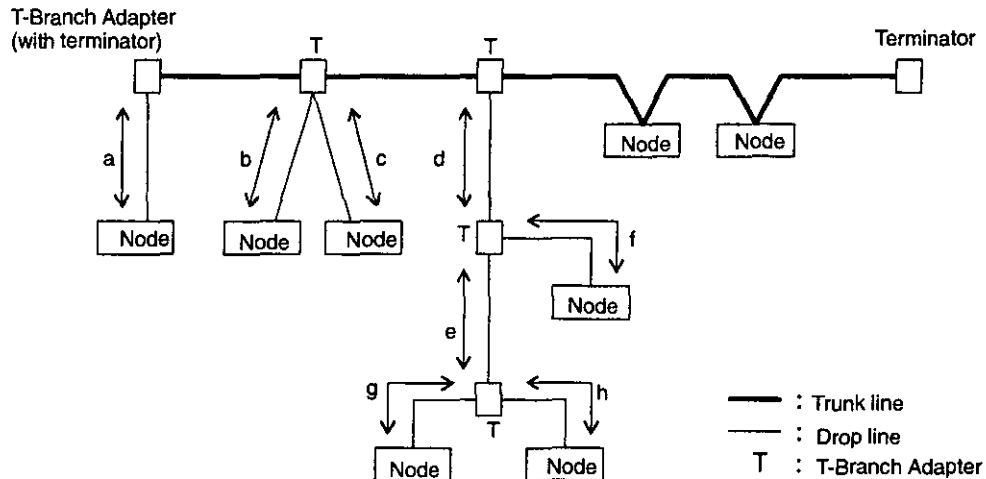 T-Branch Adapter
(with terminator)
T
T
Terminator
Node
Node
a
b
c
d
Node
Node
Node
T
f
Node
e
g
h
T
Node
Node
: Trunk line
: Drop line
T : T-Branch Adapter